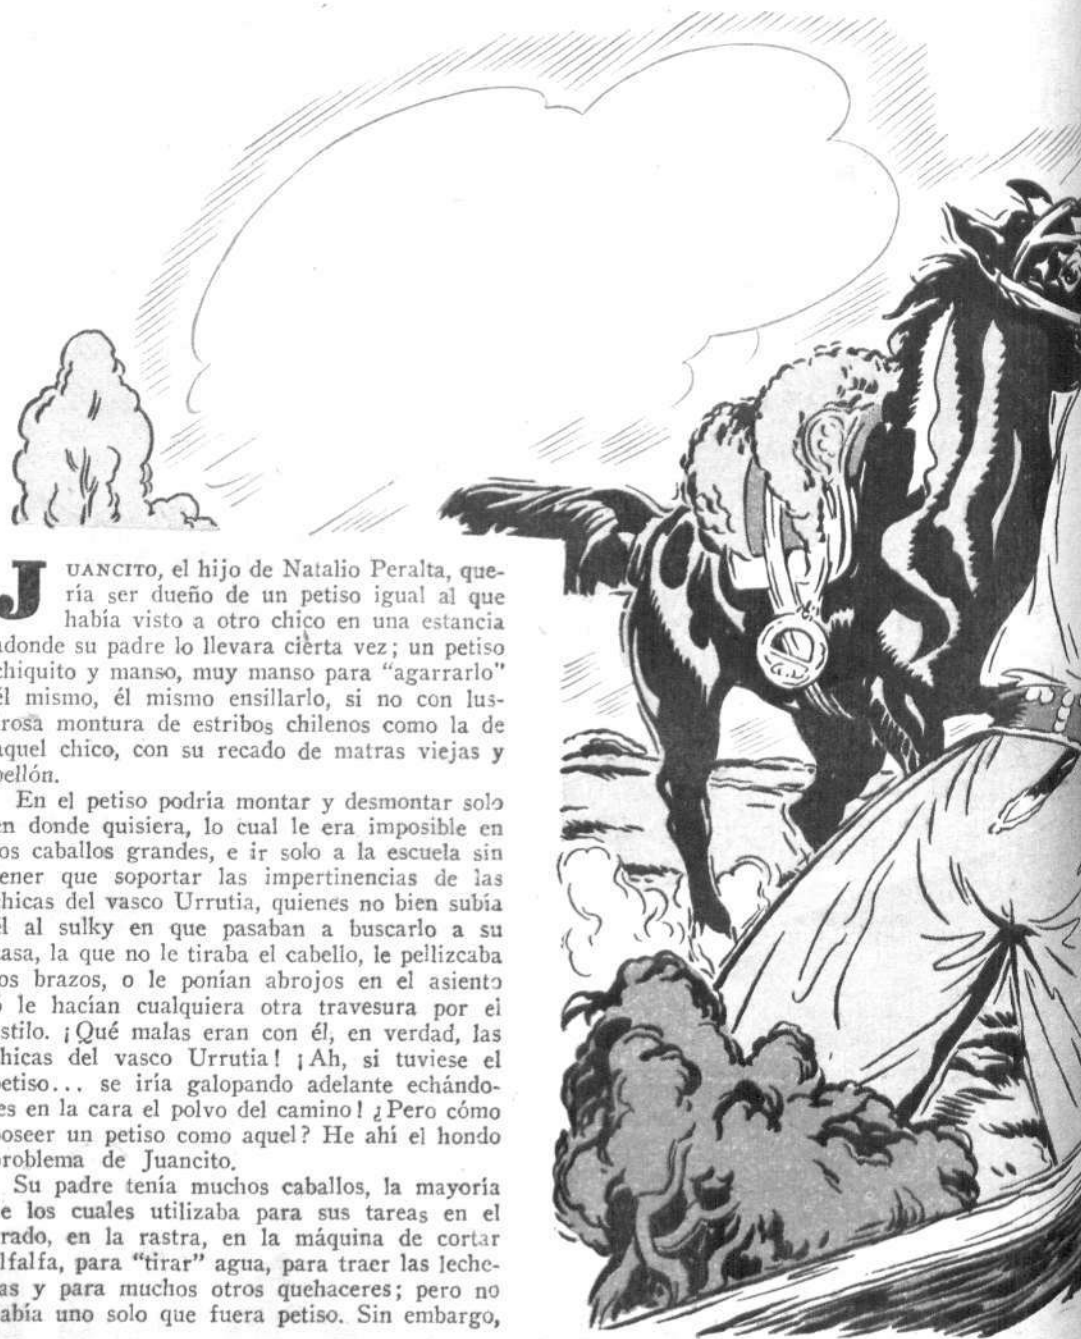 JUANCITO, el hijo de Natalio Peralta, que-
ría ser dueño de un petiso igual al que
había visto a otro chico en una estancia
adonde su padre lo llevara cierta vez; un petiso
chiquito y manso, muy manso para “agarrarlo”
él mismo, él mismo ensillarlo, si no con lus-
trosa montura de estribos chilenos como la de
aquel chico, con su recado de matras viejas y
pellón.
En el petiso podría montar y desmontar solo
en donde quisiera, lo cual le era imposible en
los caballos grandes, e ir solo a la escuela sin
tener que soportar las impertinencias de las
chicas del vasco Urrutia, quienes no bien subía
él al sulky en que pasaban a buscarlo a su
casa, la que no le tiraba el cabello, le pellizcaba
los brazos, o le ponían abrojos en el asiento
o le hacían cualquiera otra travesura por el
estilo. ¡Qué malas eran con él, en verdad, las
chicas del vasco Urrutia! ¡Ah, si tuviese el
petiso... se iría galopando adelante echándo-
les en la cara el polvo del camino! ¿Pero cómo
poseer un petiso como aquel? He ahí el hondo
problema de Juancito.
Su padre tenía muchos caballos, la mayoría
de los cuales utilizaba para sus tareas en el
arado, en la rastra, en la máquina de cortar
alfalfa, para “tirar” agua, para traer las leche-
ras y para muchos otros quehaceres; pero no
había uno solo que fuera petiso. Sin embargo,